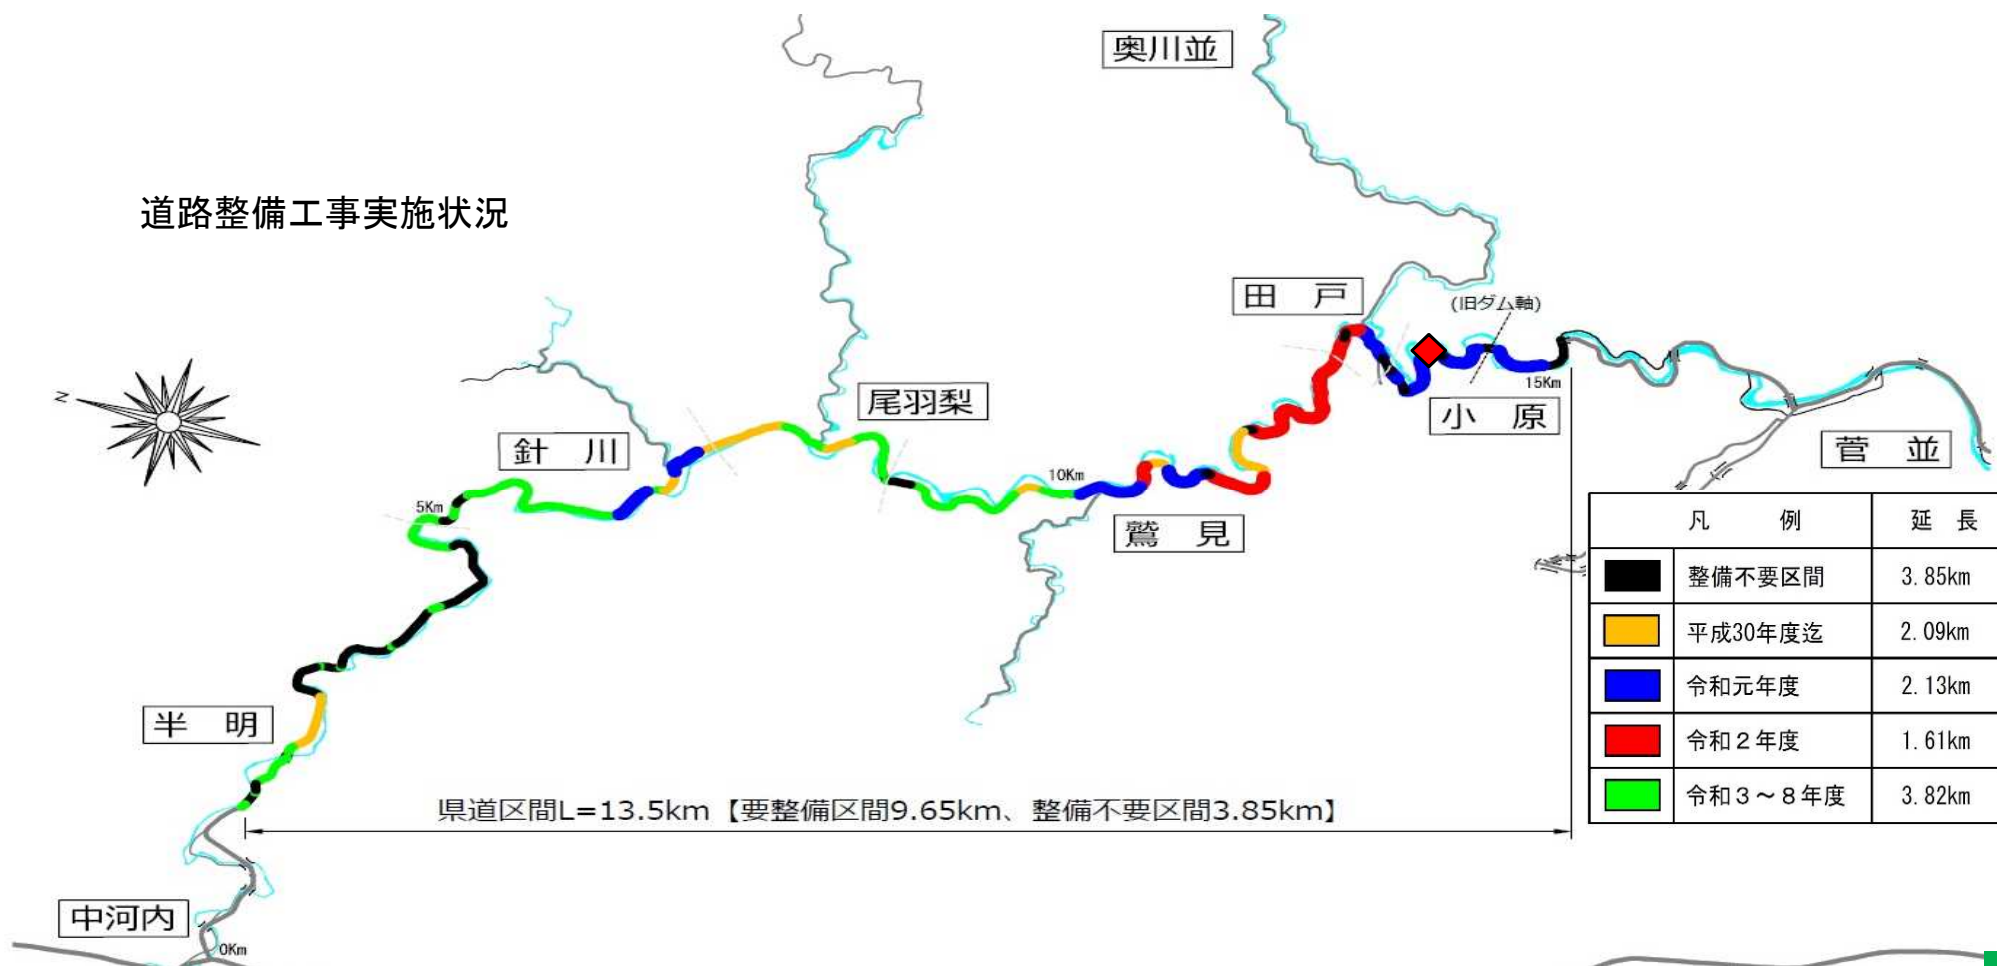 奥川並
道路整備工事実施状況
田　戸
(旧ダム軸)
Z
15Km
尾羽梨
小　原
針　川
菅　並
10Km
5Km
鷲　見
凡　例　延　長
整備不要区間　3.85km
平成30年度迄　2.09km
令和元年度　2.13km
令和２年度　1.61km
令和３～８年度　3.82km
半　明
県道区間L=13.5km【要整備区間9.65km、整備不要区間3.85km】
中河内
0Km